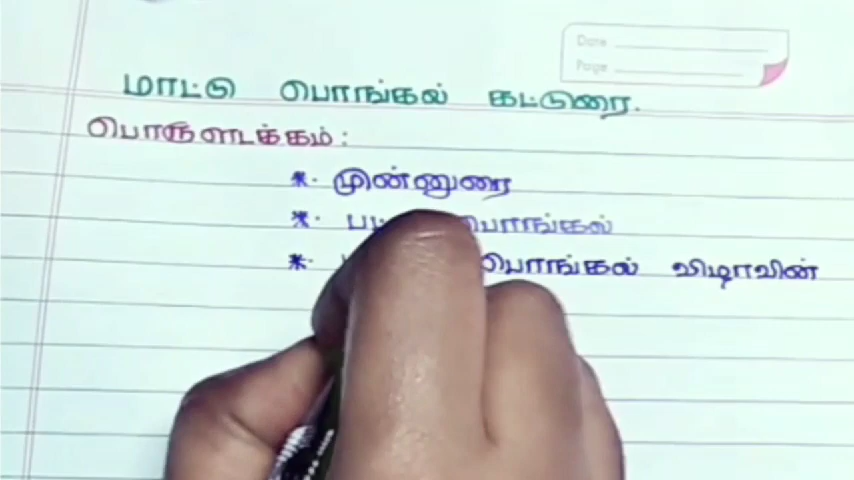 Date
Page
மாட்டு பொங்கல் கட்டுரை.
பொருளடக்கம் :
*. முன்னுரை
*. பொங்கல்
* பொங்கல் விழாவின்